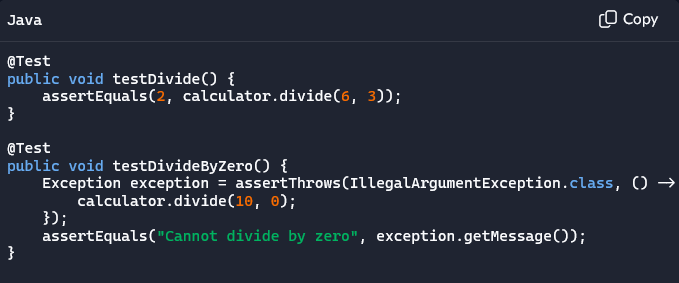 Java
Copy
@Test
public void testDivide() {
    assertEquals(2, calculator.divide(6, 3));
}
@Test
public void testDivideByZero() {
    Exception exception = assertThrows(IllegalArgumentException.class, () ->
        calculator.divide(10, 0);
    });
    assertEquals("Cannot divide by zero", exception.getMessage());
}